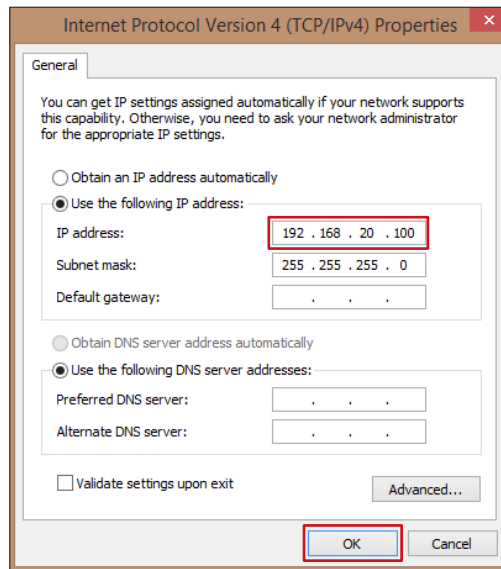 Internet Protocol Version 4 (TCP/IPv4) Properties
General
You can get IP settings assigned automatically if your network supports
this capability. Otherwise, you need to ask your network administrator
for the appropriate IP settings.
Obtain an IP address automatically
Use the following IP address:
IP address: 192 . 168 . 20 . 100
Subnet mask: 255 . 255 . 255 . 0
Default gateway: . . .
Obtain DNS server address automatically
Use the following DNS server addresses:
Preferred DNS server: . . .
Alternate DNS server: . . .
Validate settings upon exit
Advanced...
OK Cancel